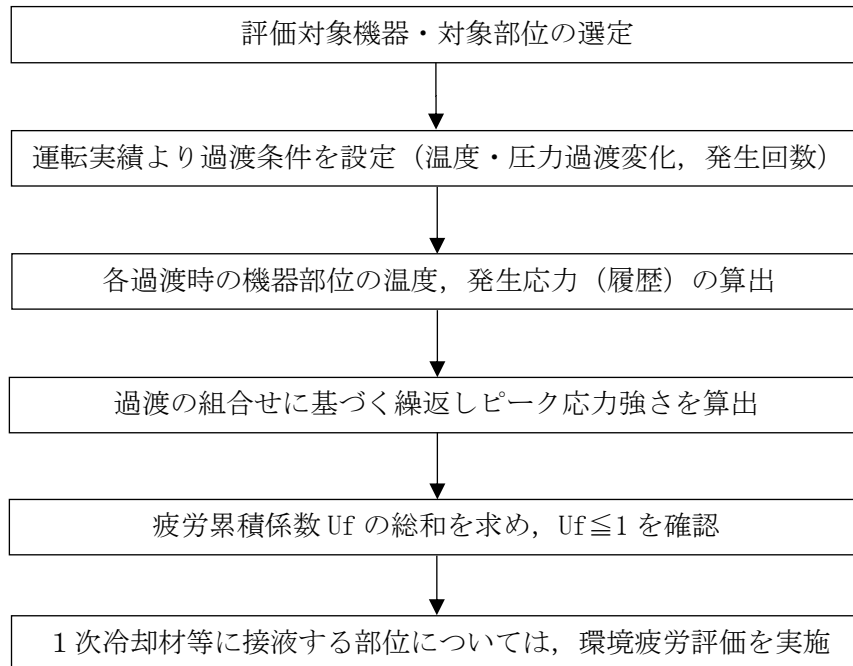 評価対象機器・対象部位の選定
運転実績より過渡条件を設定（温度・圧力過渡変化，発生回数）
各過渡時の機器部位の温度，発生応力（履歴）の算出
過渡の組合せに基づく繰返しピーク応力強さを算出
疲労累積係数 Uf の総和を求め，Uf≦1 を確認
１次冷却材等に接液する部位については，環境疲労評価を実施